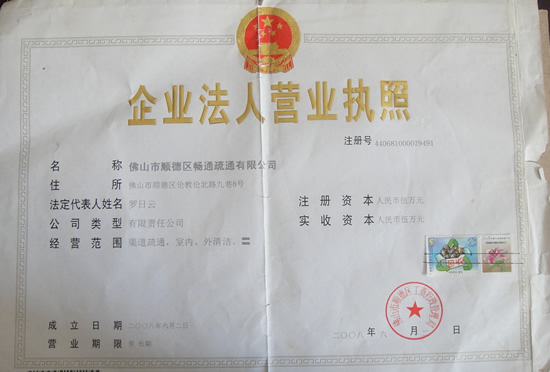 企业法人营业执照
注册号 440681000019491
名称 佛山市顺德区畅通疏通有限公司
住所 佛山市顺德区伦教伦北路九巷8号
法定代表人姓名 罗日云
注册资本 人民币伍万元
公司类型 有限责任公司
实收资本 人民币伍万元
经营范围 渠道疏通、室内、外清洁。
成立日期 二〇〇八年六月二日
营业期限 至 长期
二〇〇八年 六月 日